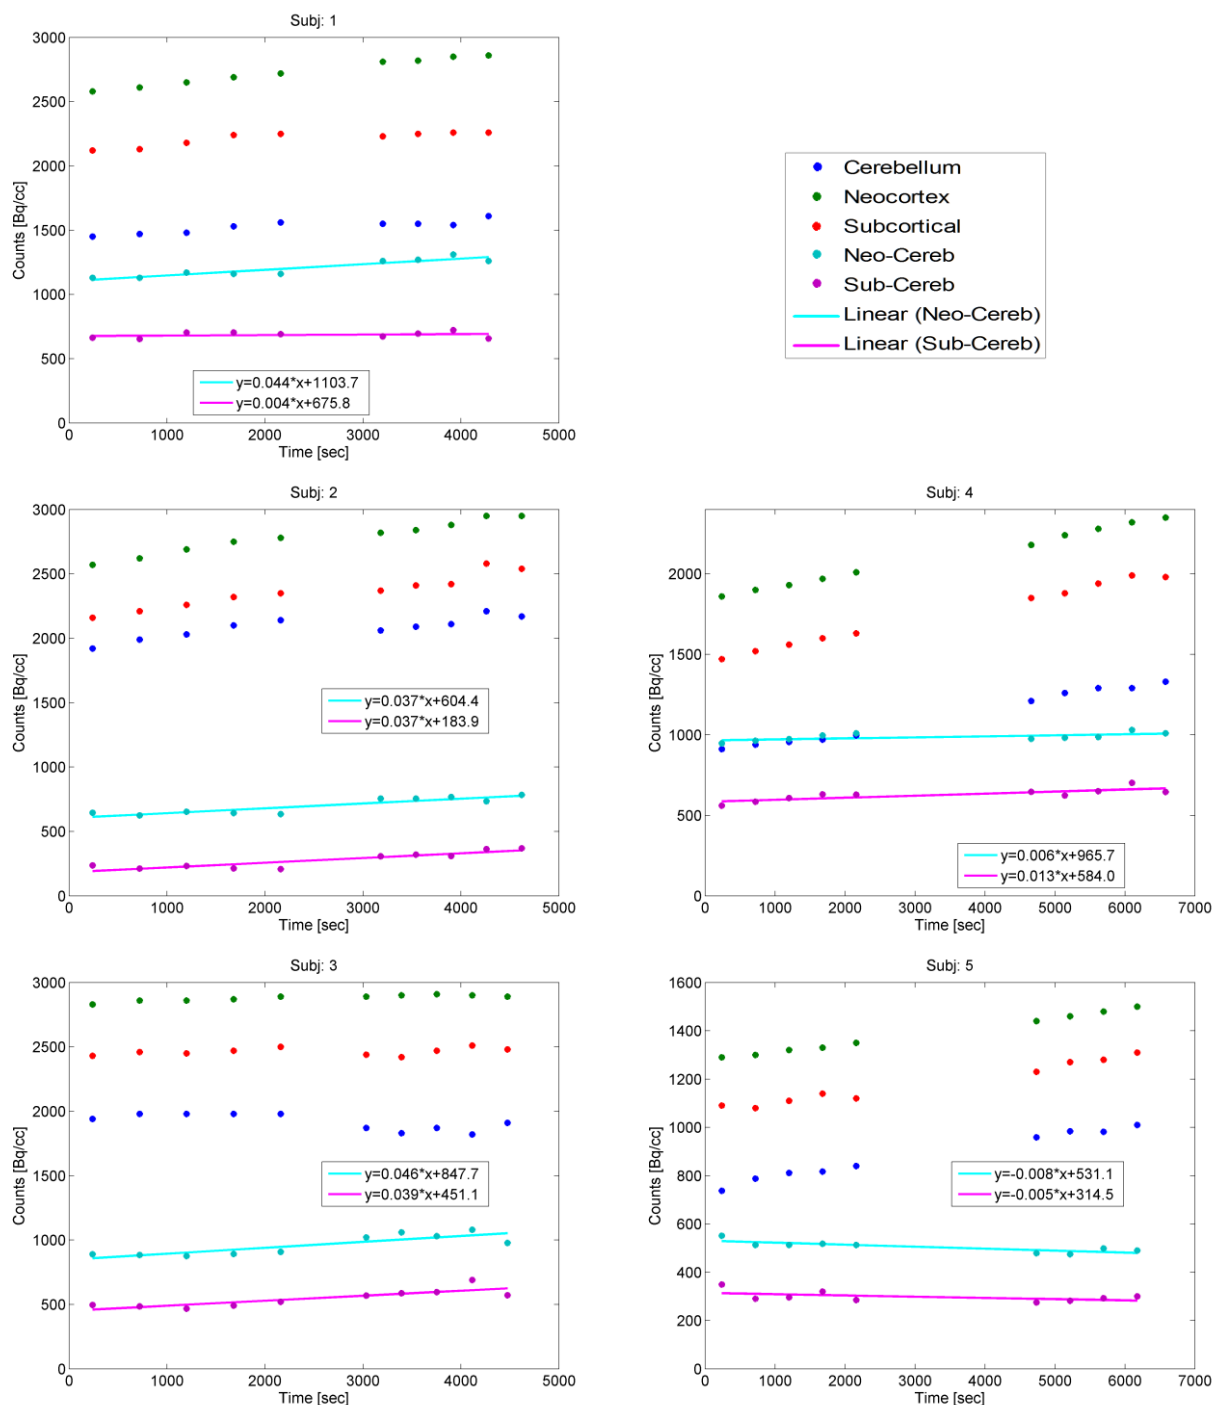 Subj: 1
3000
2500
2000
1500
1000
500
0
Counts [Bq/cc]
y=0.044*x+1103.7
y=0.004*x+675.8
0 1000 2000 3000 4000 5000
Time [sec]
Cerebellum
Neocortex
Subcortical
Neo-Cereb
Sub-Cereb
Linear (Neo-Cereb)
Linear (Sub-Cereb)
Subj: 2
3000
2500
2000
1500
1000
500
0
Counts [Bq/cc]
y=0.037*x+604.4
y=0.037*x+183.9
0 1000 2000 3000 4000 5000
Time [sec]
Subj: 4
2000
1500
1000
500
0
Counts [Bq/cc]
y=0.006*x+965.7
y=0.013*x+584.0
0 1000 2000 3000 4000 5000 6000 7000
Time [sec]
Subj: 3
3000
2500
2000
1500
1000
500
0
Counts [Bq/cc]
y=0.046*x+847.7
y=0.039*x+451.1
0 1000 2000 3000 4000 5000
Time [sec]
Subj: 5
1600
1400
1200
1000
800
600
400
200
0
Counts [Bq/cc]
y=-0.008*x+531.1
y=-0.005*x+314.5
0 1000 2000 3000 4000 5000 6000 7000
Time [sec]